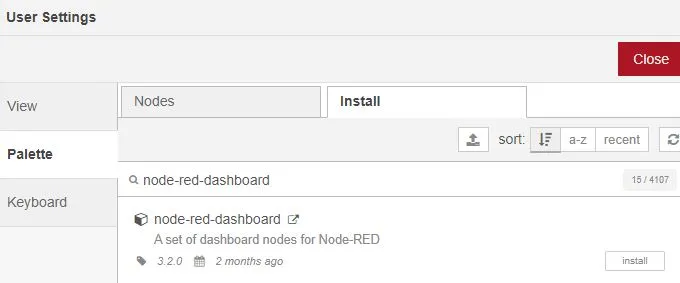 User Settings
Close
View
Nodes
Install
Palette
sort:
a-z
recent
node-red-dashboard
15 / 4107
Keyboard
node-red-dashboard
A set of dashboard nodes for Node-RED
3.2.0
2 months ago
install